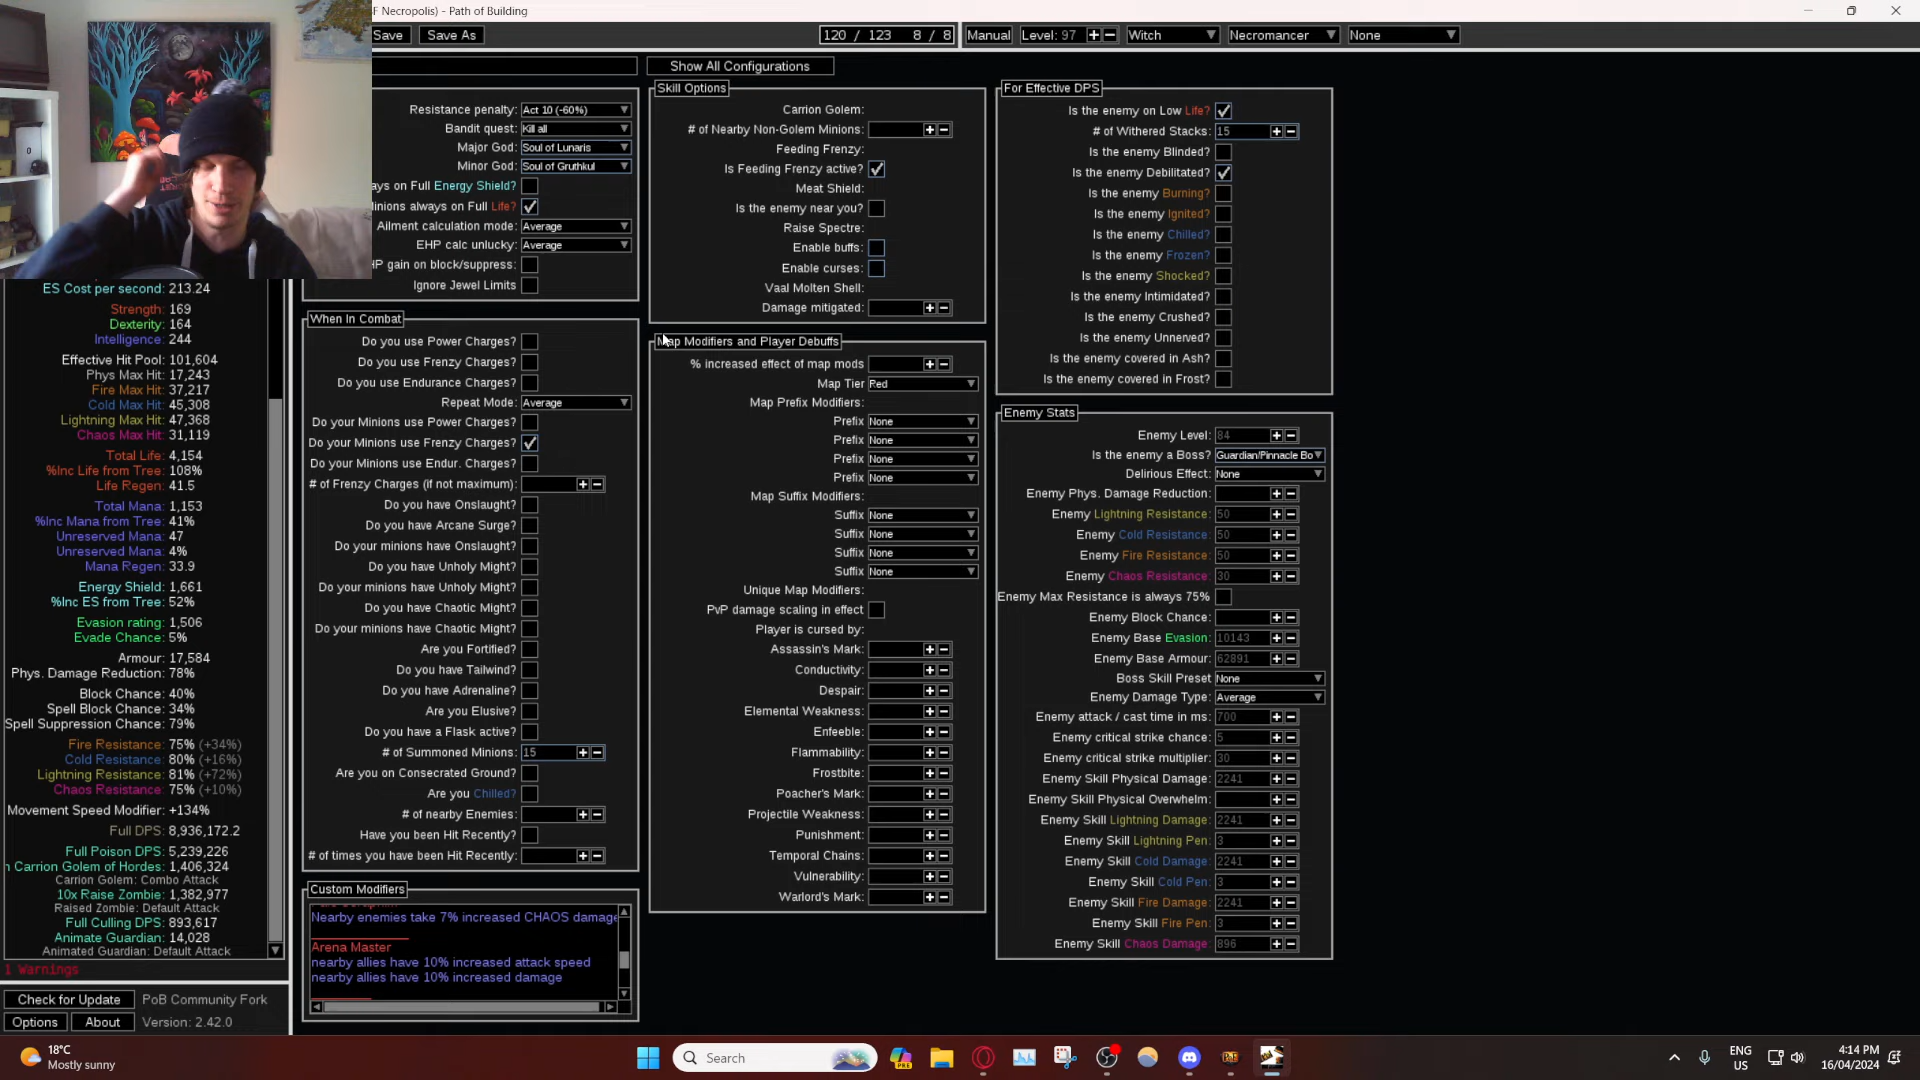 F Necropolis) - Path of Building
Save
Save As
120 / 123 8 / 8
Manual
Level: 97
Witch
Necromancer
None
Show All Configurations
Resistance penalty: Act 10 (-60%)
Bandit quest: Kill all
Major God: Soul of Lunaris
Minor God: Soul of Gruthkul
ays on Full Energy Shield?
inions always on Full Life?
Ailment calculation mode: Average
EHP calc unlucky: Average
HP gain on block/suppress:
Ignore Jewel Limits
ES Cost per second: 213.24
Strength: 169
Dexterity: 164
Intelligence: 244
Effective Hit Pool: 101,604
Phys Max Hit: 17,243
Fire Max Hit: 37,217
Cold Max Hit: 45,308
Lightning Max Hit: 47,368
Chaos Max Hit: 31,119
Total Life: 4,154
%Inc Life from Tree: 108%
Life Regen: 41.5
Total Mana: 1,153
%Inc Mana from Tree: 41%
Unreserved Mana: 47
Unreserved Mana: 4%
Mana Regen: 33.9
Energy Shield: 1,661
%Inc ES from Tree: 52%
Evasion rating: 1,506
Evade Chance: 5%
Armour: 17,584
Phys. Damage Reduction: 78%
Block Chance: 40%
Spell Block Chance: 34%
Spell Suppression Chance: 79%
Fire Resistance: 75% (+34%)
Cold Resistance: 80% (+16%)
Lightning Resistance: 81% (+72%)
Chaos Resistance: 75% (+10%)
Movement Speed Modifier: +134%
Full DPS: 8,936,172.2
Full Poison DPS: 5,239,226
n Carrion Golem of Hordes: 1,406,324
Carrion Golem: Combo Attack
10x Raise Zombie: 1,382,977
Raised Zombie: Default Attack
Full Culling DPS: 893,617
Animate Guardian: 14,028
Animated Guardian: Default Attack
1 Warnings
Check for Update
PoB Community Fork
Options
About
Version: 2.42.0
When In Combat
Do you use Power Charges?
Do you use Frenzy Charges?
Do you use Endurance Charges?
Repeat Mode: Average
Do your Minions use Power Charges?
Do your Minions use Frenzy Charges?
Do your Minions use Endur. Charges?
# of Frenzy Charges (if not maximum):
Do you have Onslaught?
Do you have Arcane Surge?
Do your minions have Onslaught?
Do you have Unholy Might?
Do your minions have Unholy Might?
Do you have Chaotic Might?
Do your minions have Chaotic Might?
Are you Fortified?
Do you have Tailwind?
Do you have Adrenaline?
Are you Elusive?
Do you have a Flask active?
# of Summoned Minions: 15
Are you on Consecrated Ground?
Are you Chilled?
# of nearby Enemies:
Have you been Hit Recently?
# of times you have been Hit Recently:
Custom Modifiers
Nearby enemies take 7% increased CHAOS damage
Arena Master
nearby allies have 10% increased attack speed
nearby allies have 10% increased damage
Skill Options
Carrion Golem:
# of Nearby Non-Golem Minions:
Feeding Frenzy:
Is Feeding Frenzy active?
Meat Shield:
Is the enemy near you?
Raise Spectre:
Enable buffs:
Enable curses:
Vaal Molten Shell:
Damage mitigated:
Map Modifiers and Player Debuffs
% increased effect of map mods
Map Tier Red
Map Prefix Modifiers:
Prefix None
Prefix None
Prefix None
Prefix None
Map Suffix Modifiers:
Suffix None
Suffix None
Suffix None
Suffix None
Unique Map Modifiers:
PvP damage scaling in effect
Player is cursed by:
Assassin's Mark:
Conductivity:
Despair:
Elemental Weakness:
Enfeeble:
Flammability:
Frostbite:
Poacher's Mark:
Projectile Weakness:
Punishment:
Temporal Chains:
Vulnerability:
Warlord's Mark:
For Effective DPS
Is the enemy on Low Life?
# of Withered Stacks: 15
Is the enemy Blinded?
Is the enemy Debilitated?
Is the enemy Burning?
Is the enemy Ignited?
Is the enemy Chilled?
Is the enemy Frozen?
Is the enemy Shocked?
Is the enemy Intimidated?
Is the enemy Crushed?
Is the enemy Unnerved?
Is the enemy covered in Ash?
Is the enemy covered in Frost?
Enemy Stats
Enemy Level: 84
Is the enemy a Boss? Guardian/Pinnacle Bo
Delirious Effect: None
Enemy Phys. Damage Reduction:
Enemy Lightning Resistance: 50
Enemy Cold Resistance: 50
Enemy Fire Resistance: 50
Enemy Chaos Resistance: 30
Enemy Max Resistance is always 75%
Enemy Block Chance:
Enemy Base Evasion: 10143
Enemy Base Armour: 62891
Boss Skill Preset None
Enemy Damage Type: Average
Enemy attack / cast time in ms: 700
Enemy critical strike chance: 5
Enemy critical strike multiplier: 30
Enemy Skill Physical Damage: 2241
Enemy Skill Physical Overwhelm:
Enemy Skill Lightning Damage: 2241
Enemy Skill Lightning Pen: 3
Enemy Skill Cold Damage: 2241
Enemy Skill Cold Pen: 3
Enemy Skill Fire Damage: 2241
Enemy Skill Fire Pen: 3
Enemy Skill Chaos Damage: 896
18°C
Mostly sunny
Search
PRE
ENG
US
4:14 PM
16/04/2024